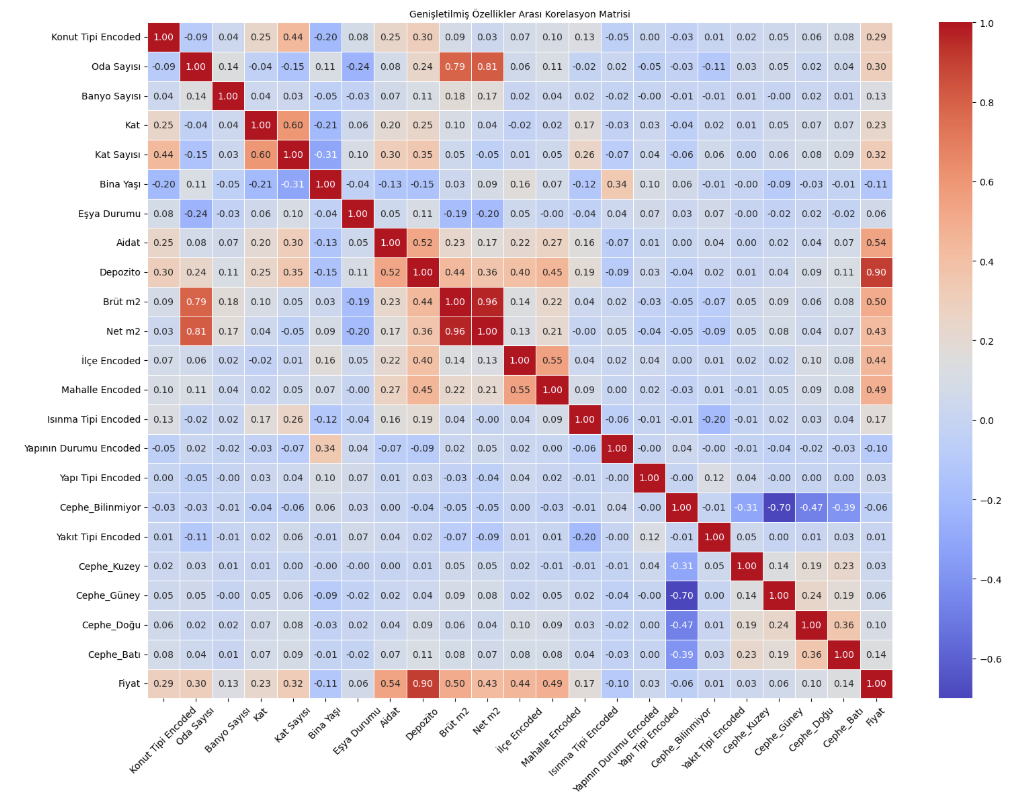 Genişletilmiş Özellikler Arası Korelasyon Matrisi
Konut Tipi Encoded 1.00 -0.09 0.04 0.25 0.44 -0.20 0.08 0.25 0.30 0.09 0.03 0.07 0.10 0.13 -0.05 0.00 -0.03 0.01 0.02 0.05 0.06 0.08 0.29
Oda Sayısı -0.09 1.00 0.14 -0.04 -0.15 0.11 -0.24 0.08 0.24 0.79 0.81 0.06 0.11 -0.02 0.02 -0.05 -0.03 -0.11 0.03 0.05 0.02 0.04 0.30
Banyo Sayısı 0.04 0.14 1.00 0.04 0.03 -0.05 -0.03 0.07 0.11 0.18 0.17 0.02 0.04 0.02 -0.02 -0.00 -0.01 -0.01 0.01 -0.00 0.02 0.01 0.13
Kat 0.25 -0.04 0.04 1.00 0.60 -0.21 0.06 0.20 0.25 0.10 0.04 -0.02 0.02 0.17 -0.03 0.03 -0.04 0.02 0.01 0.05 0.07 0.07 0.23
Kat Sayısı 0.44 -0.15 0.03 0.60 1.00 -0.31 0.10 0.30 0.35 0.05 -0.05 0.01 0.05 0.26 -0.07 0.04 -0.06 0.06 0.00 0.06 0.08 0.09 0.32
Bina Yaşı -0.20 0.11 -0.05 -0.21 -0.31 1.00 -0.04 -0.13 -0.15 0.03 0.09 0.16 0.07 -0.12 0.34 0.10 0.06 -0.01 -0.00 -0.09 -0.03 -0.01 -0.11
Eşya Durumu 0.08 -0.24 -0.03 0.06 0.10 -0.04 1.00 0.05 0.11 -0.19 -0.20 0.05 -0.00 -0.04 0.04 0.07 0.03 0.07 -0.00 -0.02 0.02 -0.02 0.06
Aidat 0.25 0.08 0.07 0.20 0.30 -0.13 0.05 1.00 0.52 0.23 0.17 0.22 0.27 0.16 -0.07 0.01 0.00 0.04 0.00 0.02 0.04 0.07 0.54
Depozito 0.30 0.24 0.11 0.25 0.35 -0.15 0.11 0.52 1.00 0.44 0.36 0.40 0.45 0.19 -0.09 0.03 -0.04 0.02 0.01 0.04 0.09 0.11 0.90
Brüt m2 0.09 0.79 0.18 0.10 0.05 0.03 -0.19 0.23 0.44 1.00 0.96 0.14 0.22 0.04 0.02 -0.03 -0.05 -0.07 0.05 0.09 0.06 0.08 0.50
Net m2 0.03 0.81 0.17 0.04 -0.05 0.09 -0.20 0.17 0.36 0.96 1.00 0.13 0.21 -0.00 0.05 -0.04 -0.05 -0.09 0.05 0.08 0.04 0.07 0.43
İlçe Encoded 0.07 0.06 0.02 -0.02 0.01 0.16 0.05 0.22 0.40 0.14 0.13 1.00 0.55 0.04 0.02 0.04 0.00 0.01 0.02 0.02 0.10 0.08 0.44
Mahalle Encoded 0.10 0.11 0.04 0.02 0.05 0.07 -0.00 0.27 0.45 0.22 0.21 0.55 1.00 0.09 0.00 0.02 -0.03 0.01 -0.01 0.05 0.09 0.08 0.49
Isınma Tipi Encoded 0.13 -0.02 0.02 0.17 0.26 -0.12 -0.04 0.16 0.19 0.04 -0.00 0.04 0.09 1.00 -0.06 -0.01 -0.01 -0.20 -0.01 0.02 0.03 0.04 0.17
Yapının Durumu Encoded -0.05 0.02 -0.02 -0.03 -0.07 0.34 0.04 -0.07 -0.09 0.02 0.05 0.02 0.00 -0.06 1.00 -0.00 0.04 -0.00 -0.01 -0.04 -0.02 -0.03 -0.10
Yapı Tipi Encoded 0.00 -0.05 -0.00 0.03 0.04 0.10 0.07 0.01 0.03 -0.03 -0.04 0.04 0.02 -0.01 -0.00 1.00 -0.00 0.12 0.04 -0.00 0.00 0.00 0.03
Cephe_Bilinmiyor -0.03 -0.03 -0.01 -0.04 -0.06 0.06 0.03 0.00 -0.04 -0.05 -0.05 0.00 -0.03 -0.01 0.04 -0.00 1.00 -0.01 -0.31 -0.70 -0.47 -0.39 -0.06
Yakıt Tipi Encoded 0.01 -0.11 -0.01 0.02 0.06 -0.01 0.07 0.04 0.02 -0.07 -0.09 0.01 0.01 -0.20 -0.00 0.12 -0.01 1.00 0.05 0.00 0.01 0.03 0.01
Cephe_Kuzey 0.02 0.03 0.01 0.01 0.00 -0.00 -0.00 0.00 0.01 0.05 0.05 0.02 -0.01 -0.01 -0.01 0.04 -0.31 0.05 1.00 0.14 0.19 0.23 0.03
Cephe_Güney 0.05 0.05 -0.00 0.05 0.06 -0.09 -0.02 0.02 0.04 0.09 0.08 0.02 0.05 0.02 -0.04 -0.00 -0.70 0.00 0.14 1.00 0.24 0.19 0.06
Cephe_Doğu 0.06 0.02 0.02 0.07 0.08 -0.03 0.02 0.04 0.09 0.06 0.04 0.10 0.09 0.03 -0.02 0.00 -0.47 0.01 0.19 0.24 1.00 0.36 0.10
Cephe_Batı 0.08 0.04 0.01 0.07 0.09 -0.01 -0.02 0.07 0.11 0.08 0.07 0.08 0.08 0.04 -0.03 0.00 -0.39 0.03 0.23 0.19 0.36 1.00 0.14
Fiyat 0.29 0.30 0.13 0.23 0.32 -0.11 0.06 0.54 0.90 0.50 0.43 0.44 0.49 0.17 -0.10 0.03 -0.06 0.01 0.03 0.06 0.10 0.14 1.00
Konut Tipi Encoded
Oda Sayısı
Banyo Sayısı
Kat
Kat Sayısı
Bina Yaşı
Eşya Durumu
Aidat
Depozito
Brüt m2
Net m2
İlçe Encoded
Mahalle Encoded
Isınma Tipi Encoded
Yapının Durumu Encoded
Yapı Tipi Encoded
Cephe_Bilinmiyor
Yakıt Tipi Encoded
Cephe_Kuzey
Cephe_Güney
Cephe_Doğu
Cephe_Batı
Fiyat
1.0
0.8
0.6
0.4
0.2
0.0
−0.2
−0.4
−0.6